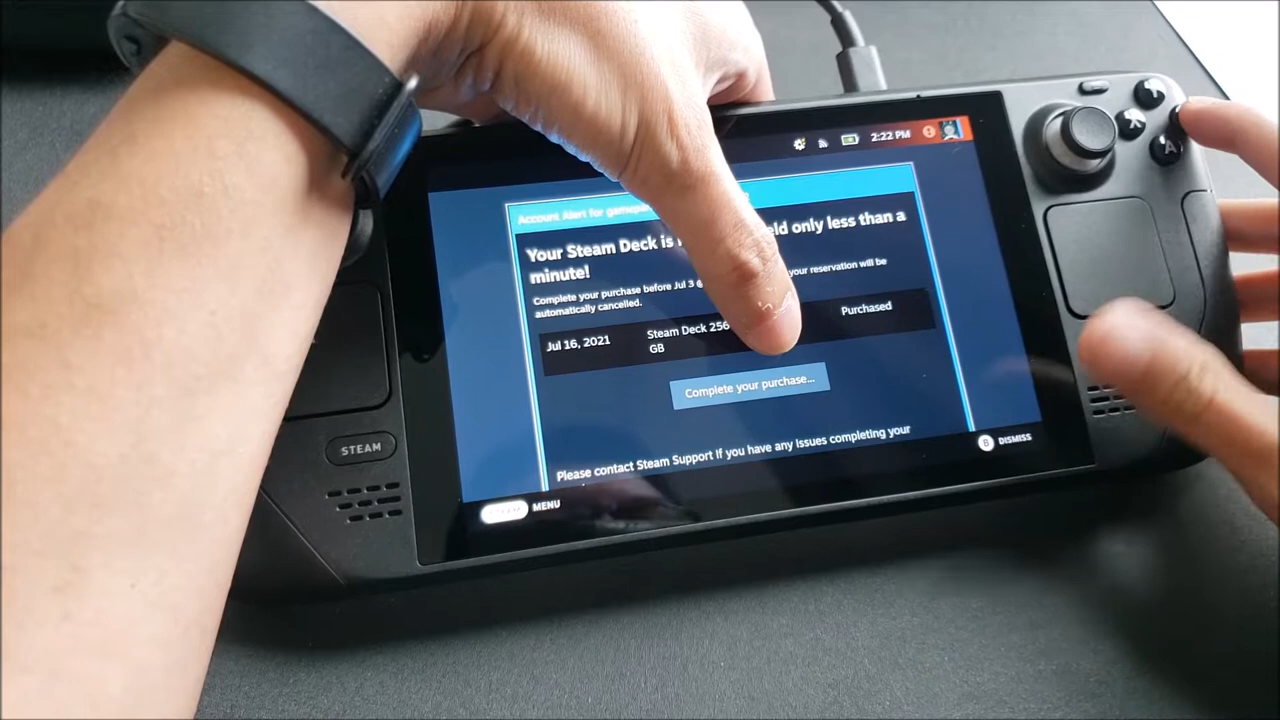 2:22 PM
Account Alert for
Your Steam Deck is eld only less than a
minute!
Complete your purchase before Jul 3 @ your reservation will be
automatically cancelled.
Jul 16, 2021 Steam Deck 256 Purchased
GB
Complete your purchase...
Please contact Steam Support if you have any issues completing your
B DISMISS
STEAM MENU
STEAM
A